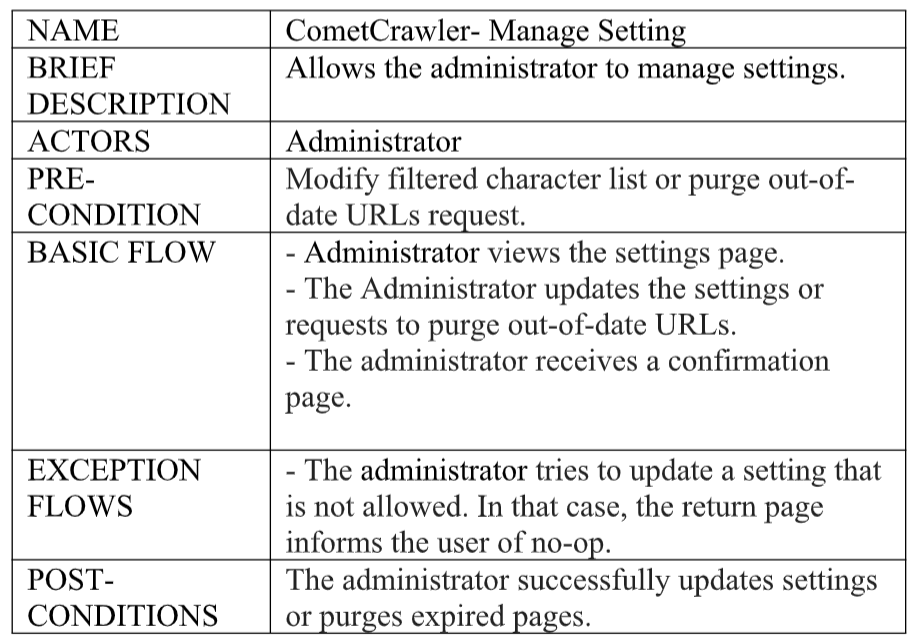 NAME
CometCrawler- Manage Setting
BRIEF
DESCRIPTION
Allows the administrator to manage settings.
ACTORS
Administrator
PRE-
CONDITION
Modify filtered character list or purge out-of-
date URLs request.
BASIC FLOW
- Administrator views the settings page.
- The Administrator updates the settings or
requests to purge out-of-date URLs.
- The administrator receives a confirmation
page.
EXCEPTION
FLOWS
- The administrator tries to update a setting that
is not allowed. In that case, the return page
informs the user of no-op.
POST-
CONDITIONS
The administrator successfully updates settings
or purges expired pages.